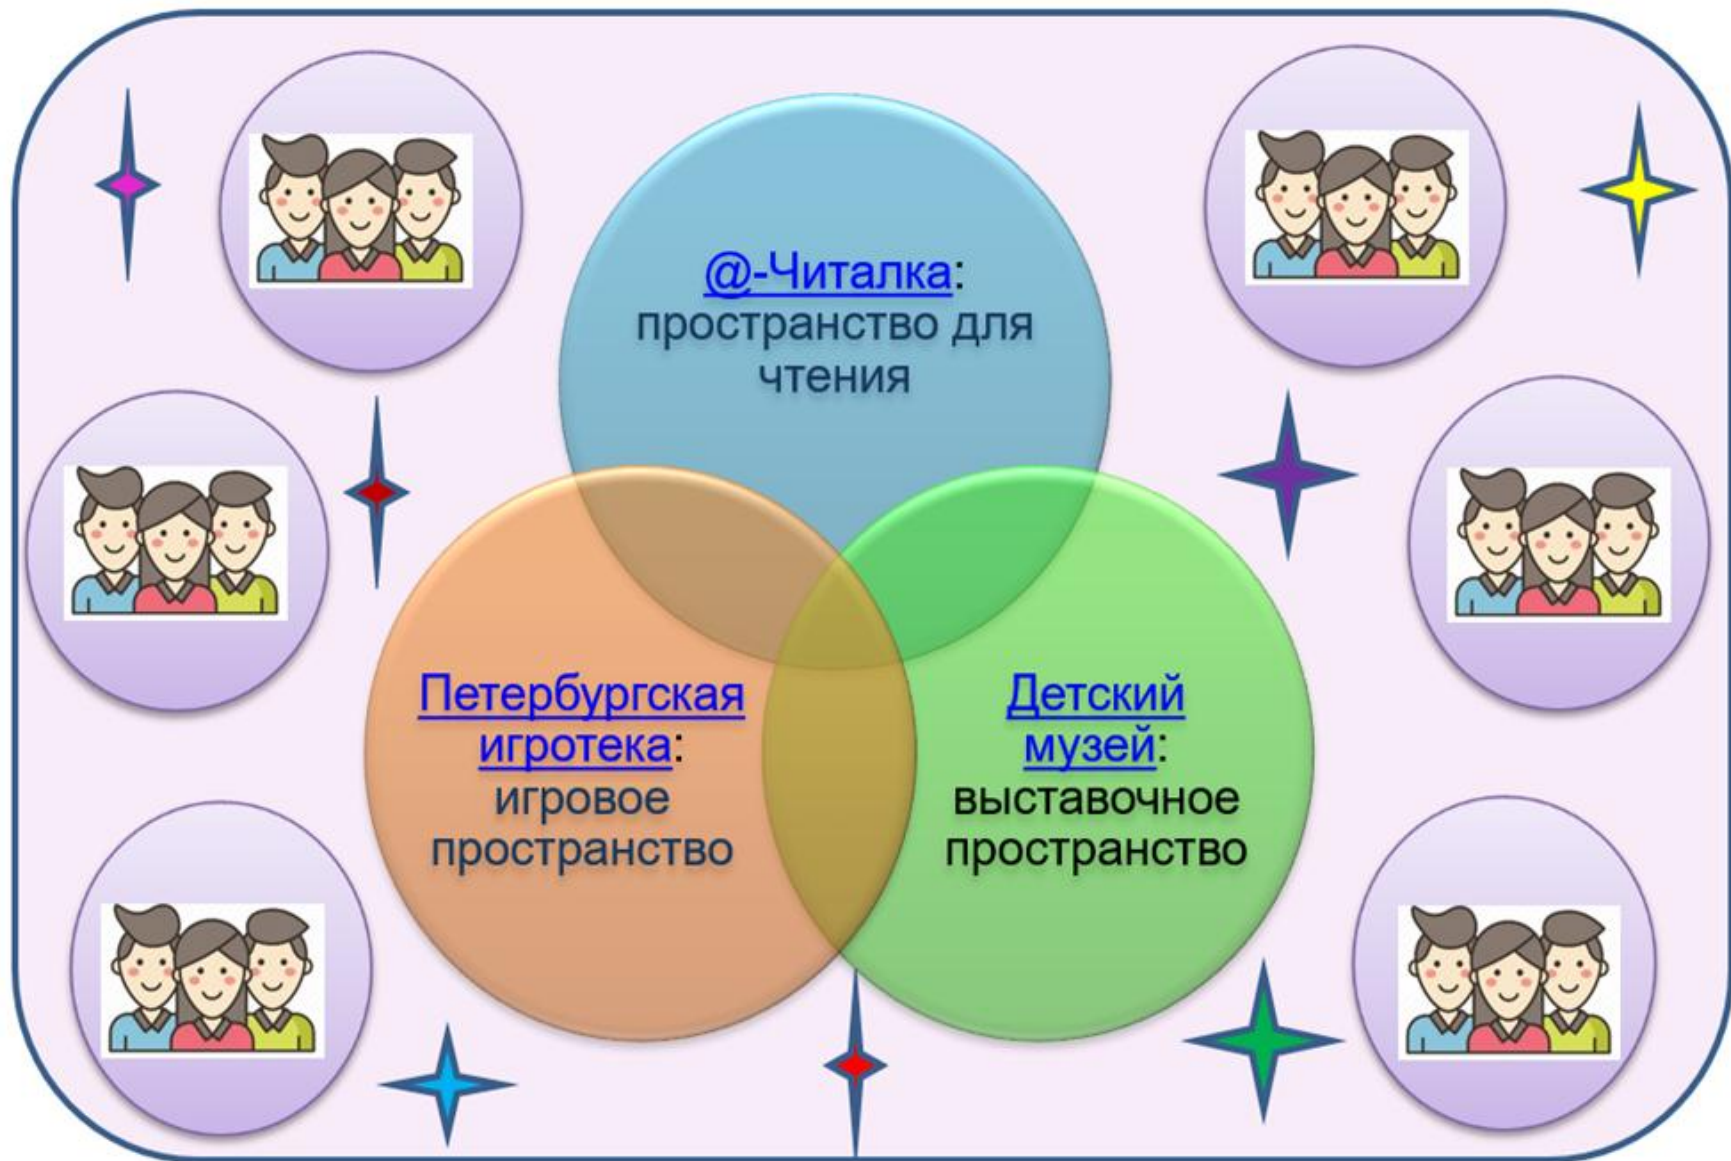 @-Читалка:
пространство для
чтения
Петербургская
игротека:
игровое
пространство
Детский
музей:
выставочное
пространство